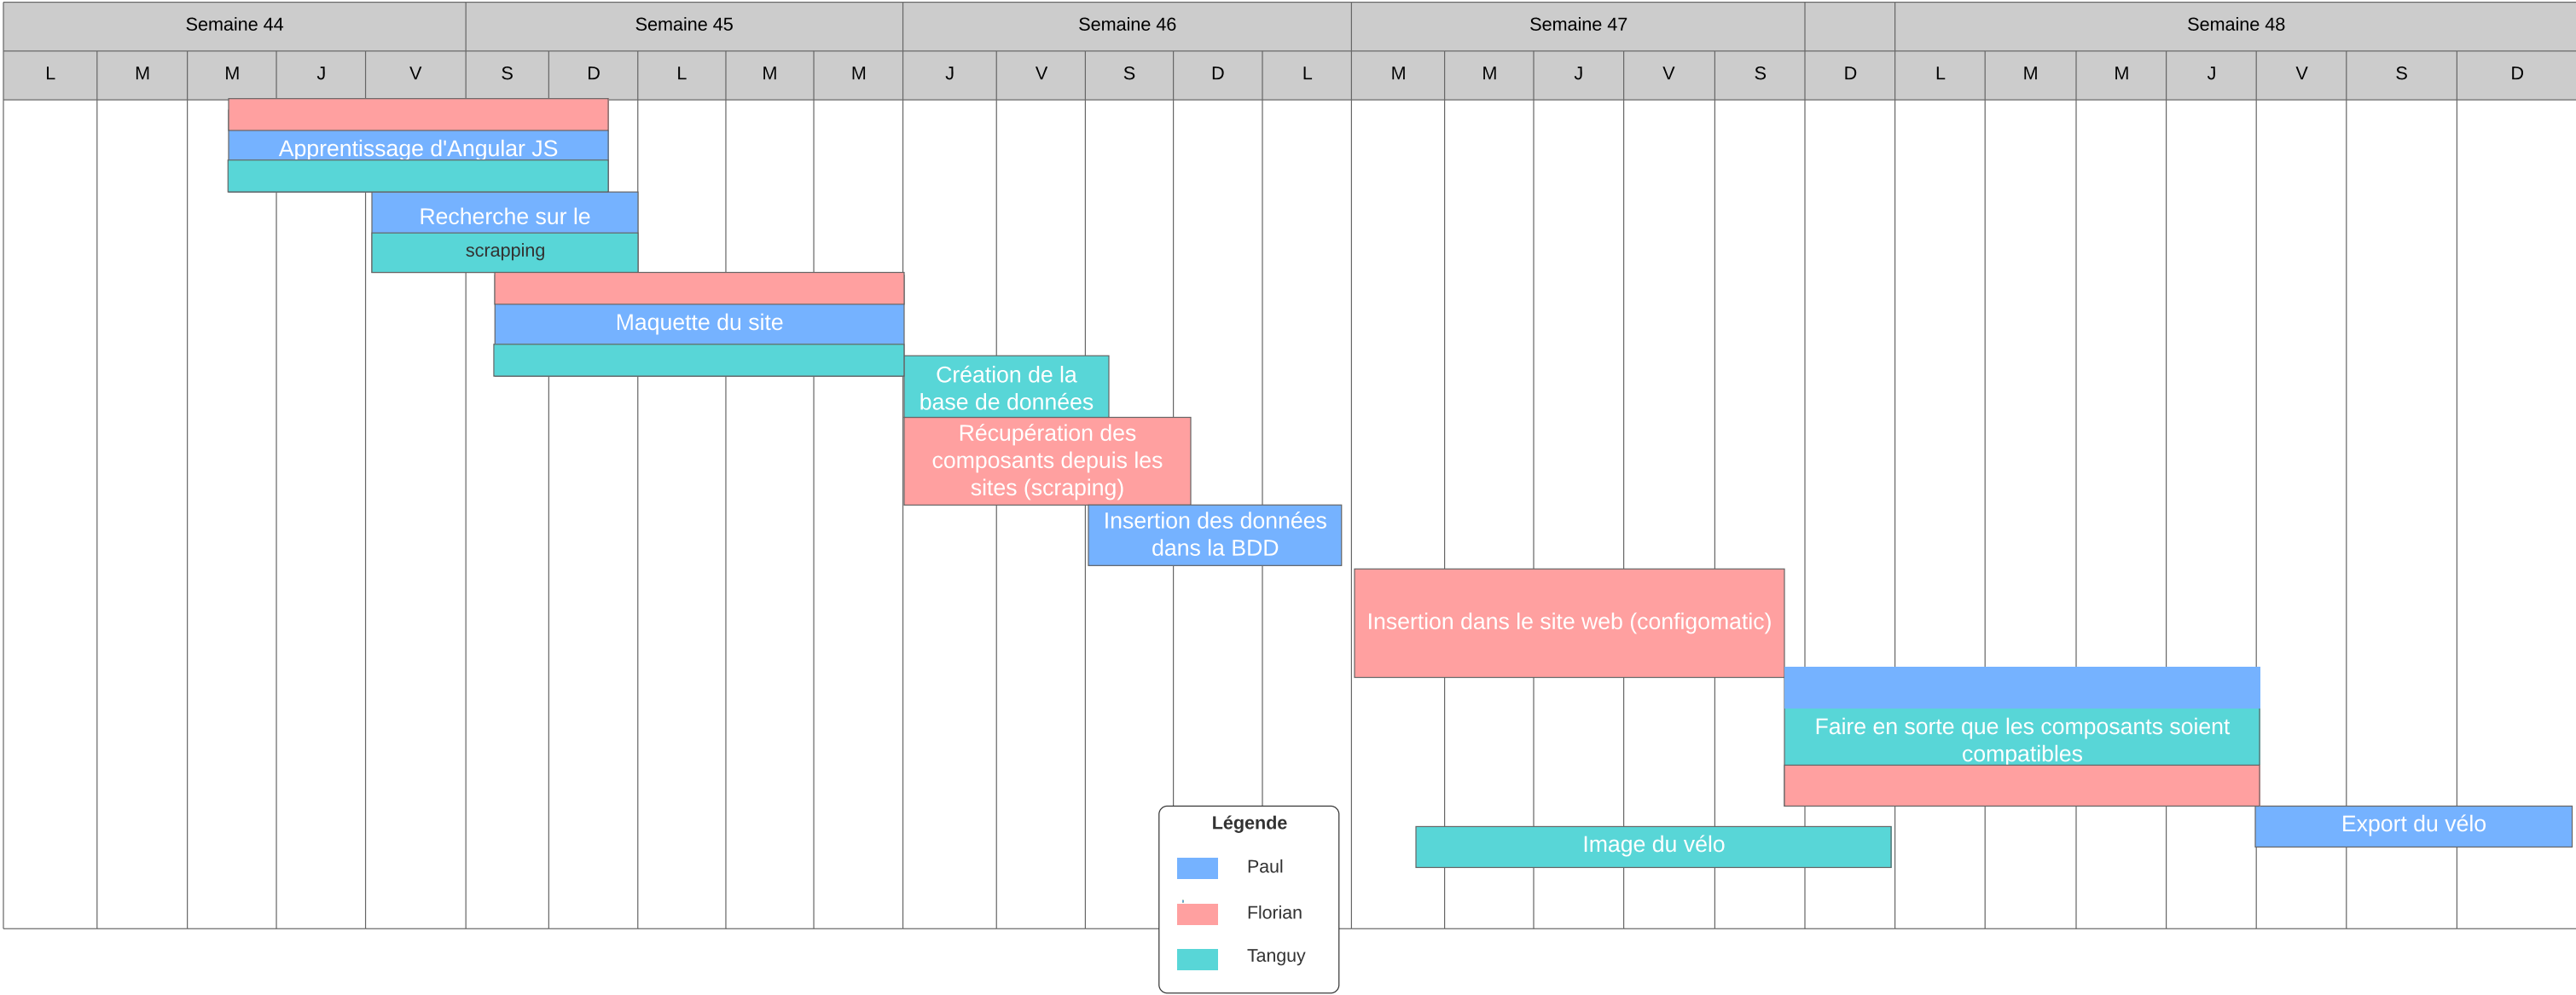 Semaine 44 Semaine 45 Semaine 46 Semaine 47 Semaine 48
L M M J V S D L M M J V S D L M M J V S D L M M J V S D
Apprentissage d'Angular JS
Recherche sur le
scrapping
Maquette du site
Création de la
base de données
Récupération des
composants depuis les
sites (scraping)
Insertion des données
dans la BDD
Insertion dans le site web (configomatic)
Faire en sorte que les composants soient
compatibles
Export du vélo
Image du vélo
Légende
Paul
Florian
Tanguy